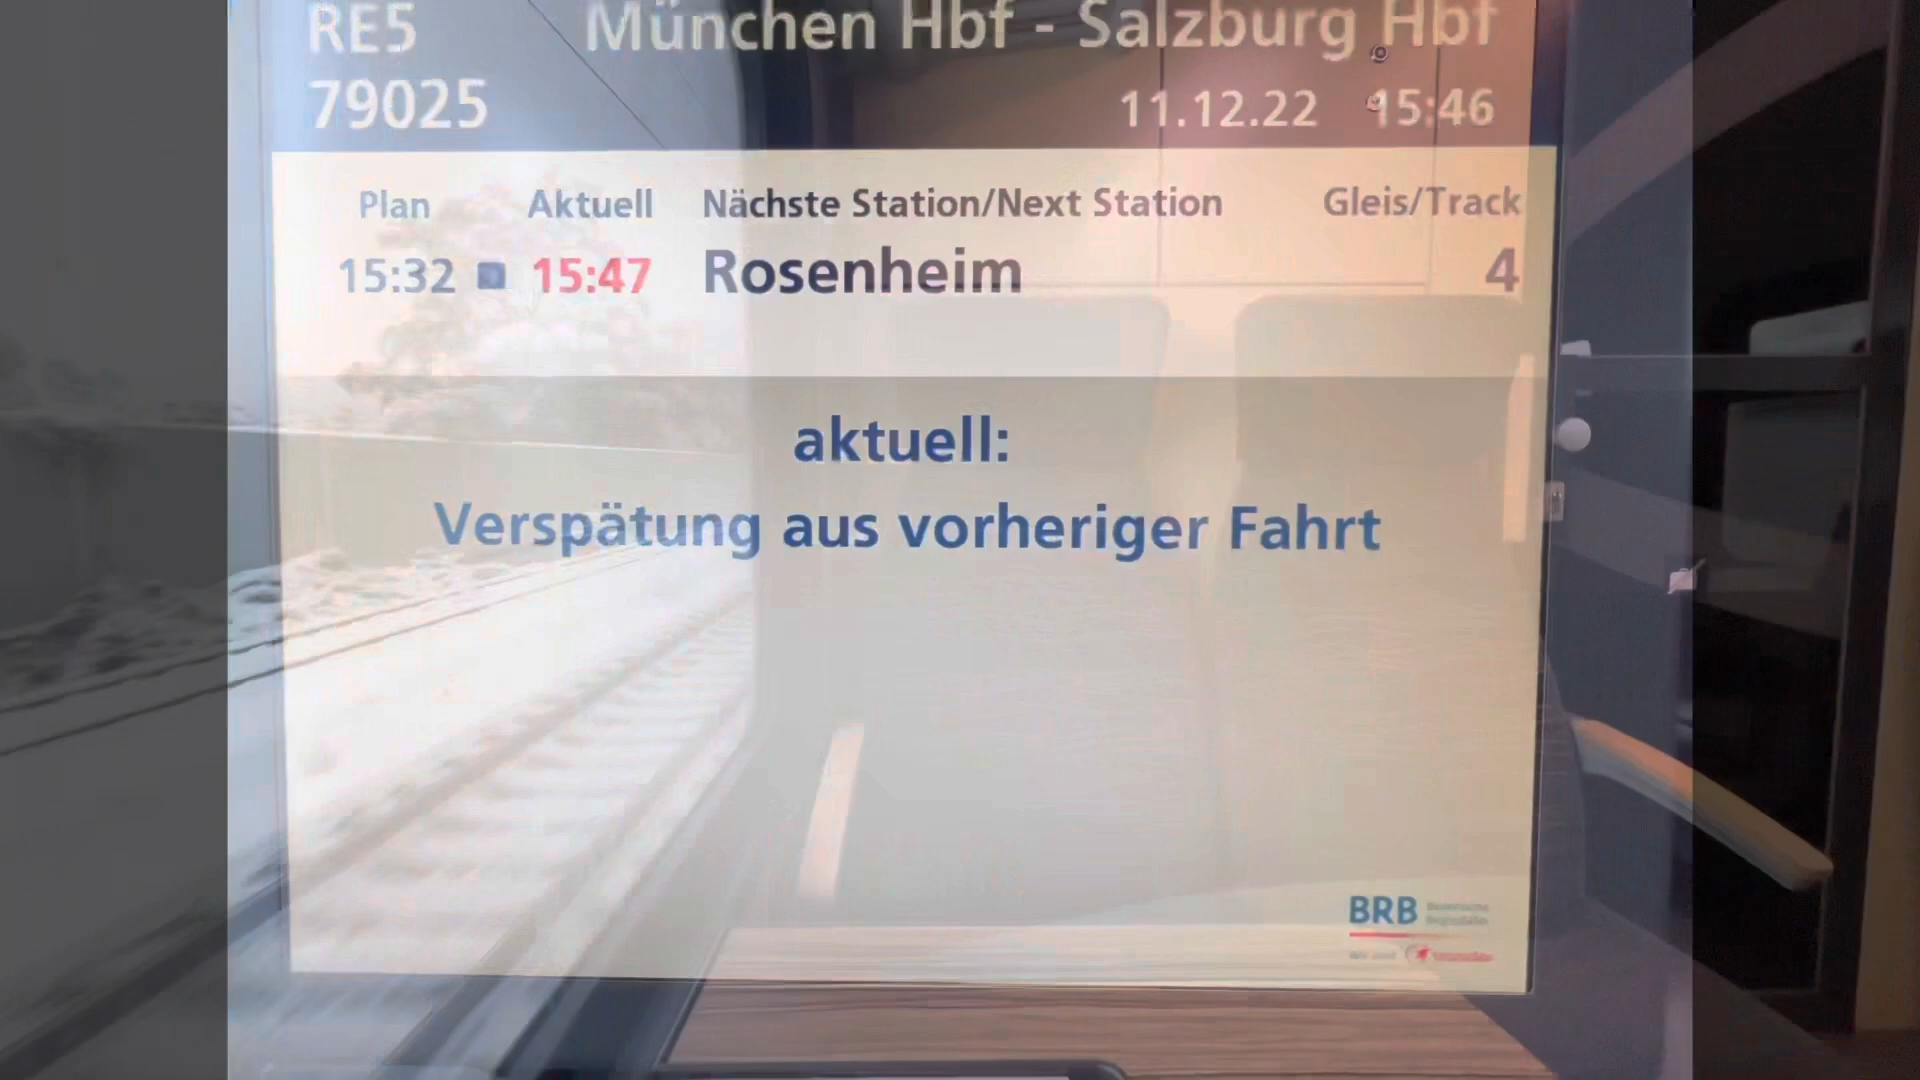 RE5 München Hbf - Salzburg Hbf
79025 11.12.22 15:46
Plan Aktuell Nächste Station/Next Station Gleis/Track
15:32 15:47 Rosenheim 4
aktuell:
Verspätung aus vorheriger Fahrt
BRB